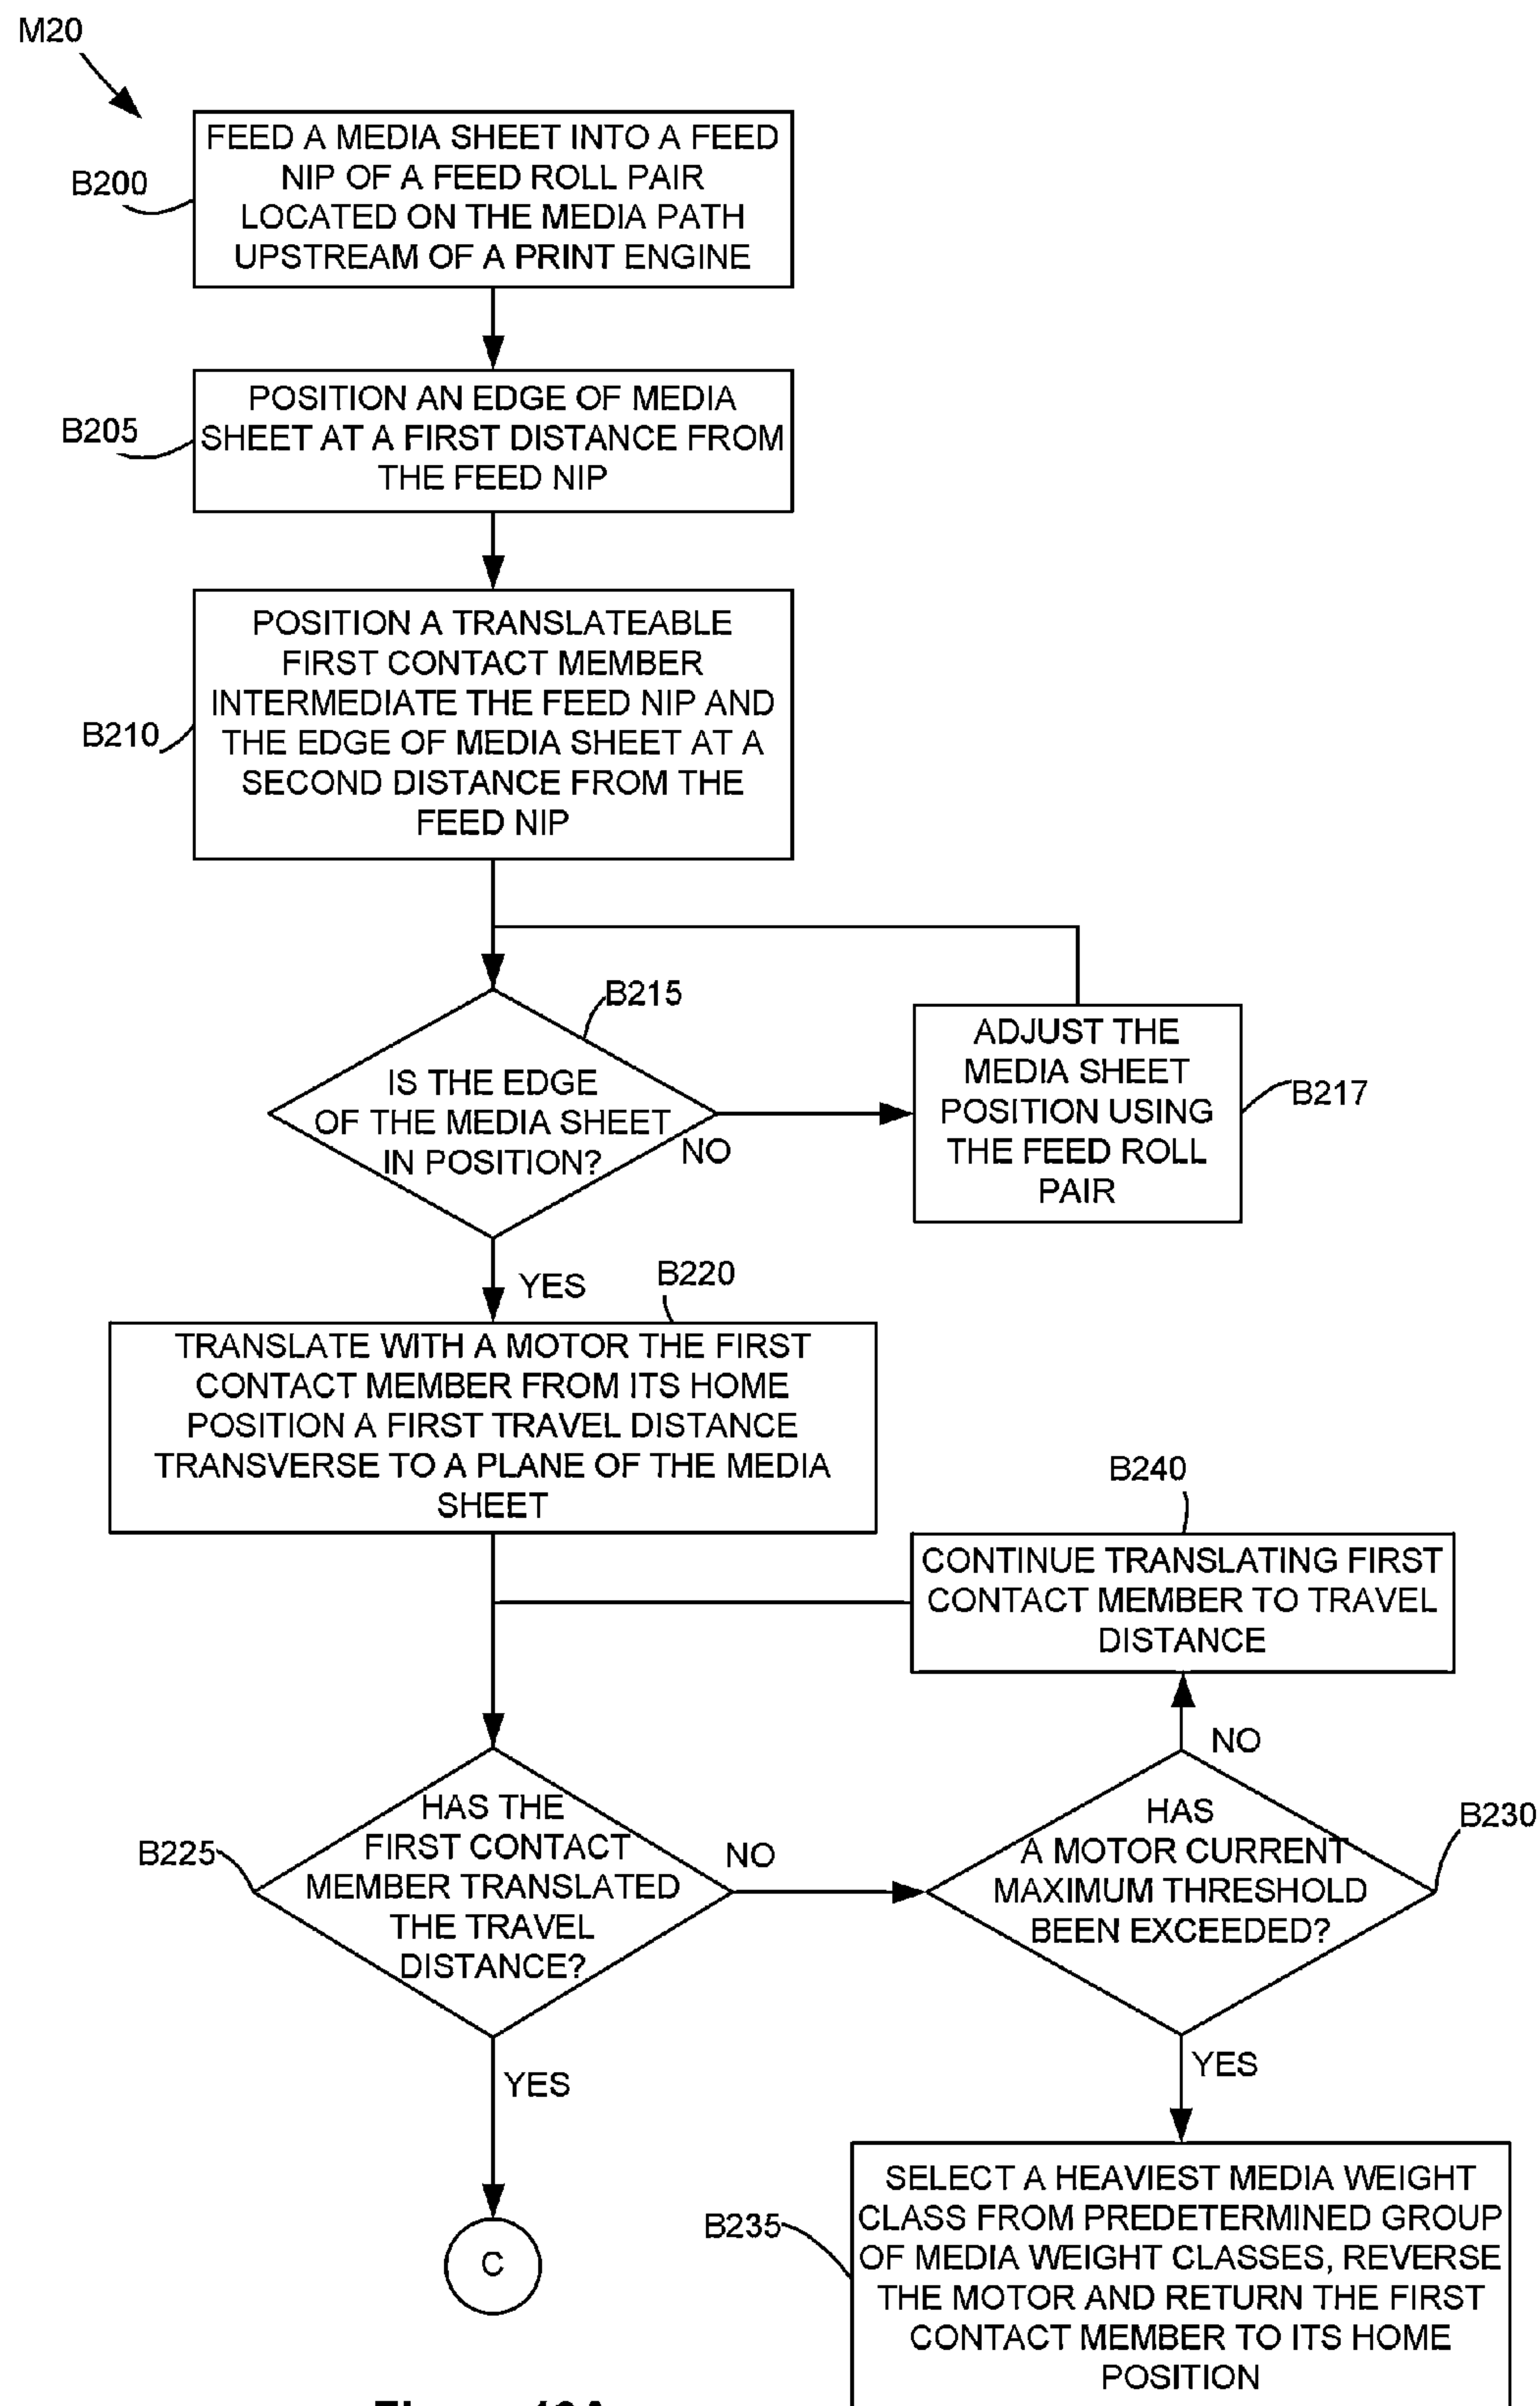 M20
FEED A MEDIA SHEET INTO A FEED
NIP OF A FEED ROLL PAIR
LOCATED ON THE MEDIA PATH
UPSTREAM OF A PRINT ENGINE
B200
POSITION AN EDGE OF MEDIA
SHEET AT A FIRST DISTANCE FROM
THE FEED NIP
B205
POSITION A TRANSLATEABLE
FIRST CONTACT MEMBER
INTERMEDIATE THE FEED NIP AND
THE EDGE OF MEDIA SHEET AT A
SECOND DISTANCE FROM THE
FEED NIP
B210
B215
IS THE EDGE
OF THE MEDIA SHEET
IN POSITION?
NO
ADJUST THE
MEDIA SHEET
POSITION USING
THE FEED ROLL
PAIR
B217
YES
B220
TRANSLATE WITH A MOTOR THE FIRST
CONTACT MEMBER FROM ITS HOME
POSITION A FIRST TRAVEL DISTANCE
TRANSVERSE TO A PLANE OF THE MEDIA
SHEET
B240
CONTINUE TRANSLATING FIRST
CONTACT MEMBER TO TRAVEL
DISTANCE
NO
B225
HAS THE
FIRST CONTACT
MEMBER TRANSLATED
THE TRAVEL
DISTANCE?
NO
HAS
A MOTOR CURRENT
MAXIMUM THRESHOLD
BEEN EXCEEDED?
B230
YES
YES
C
B235
SELECT A HEAVIEST MEDIA WEIGHT
CLASS FROM PREDETERMINED GROUP
OF MEDIA WEIGHT CLASSES, REVERSE
THE MOTOR AND RETURN THE FIRST
CONTACT MEMBER TO ITS HOME
POSITION